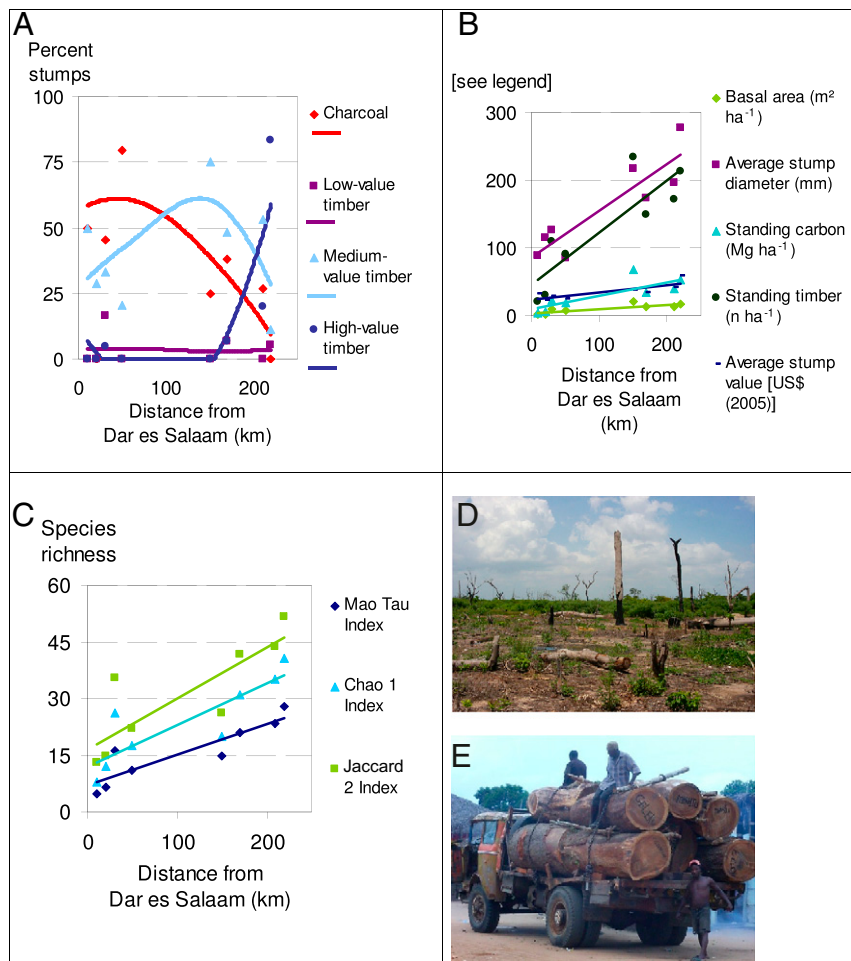 A
Percent
stumps
100
75
50
25
0
0
100
200
Distance from
Dar es Salaam (km)
Charcoal
Low-value
timber
Medium-
value timber
High-value
timber
B
[see legend]
300
200
100
0
0
100
200
Distance from
Dar es Salaam
(km)
Basal area (m²
ha⁻¹)
Average stump
diameter (mm)
Standing carbon
(Mg ha⁻¹)
Standing timber
(n ha⁻¹)
Average stump
value [US$
(2005)]
C
Species
richness
60
45
30
15
0
0
100
200
Distance from
Dar es Salaam (km)
Mao Tau
Index
Chao 1
Index
Jaccard
2 Index
D
E